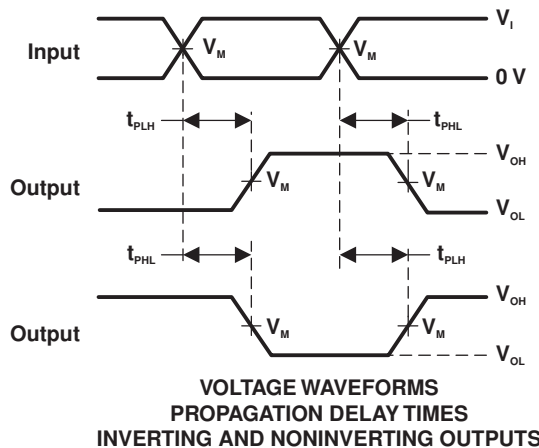 V_I
Input
V_M
V_M
0 V
t_PLH
t_PHL
V_OH
Output
V_M
V_M
V_OL
t_PHL
t_PLH
V_OH
Output
V_M
V_M
V_OL
VOLTAGE WAVEFORMS
PROPAGATION DELAY TIMES
INVERTING AND NONINVERTING OUTPUTS